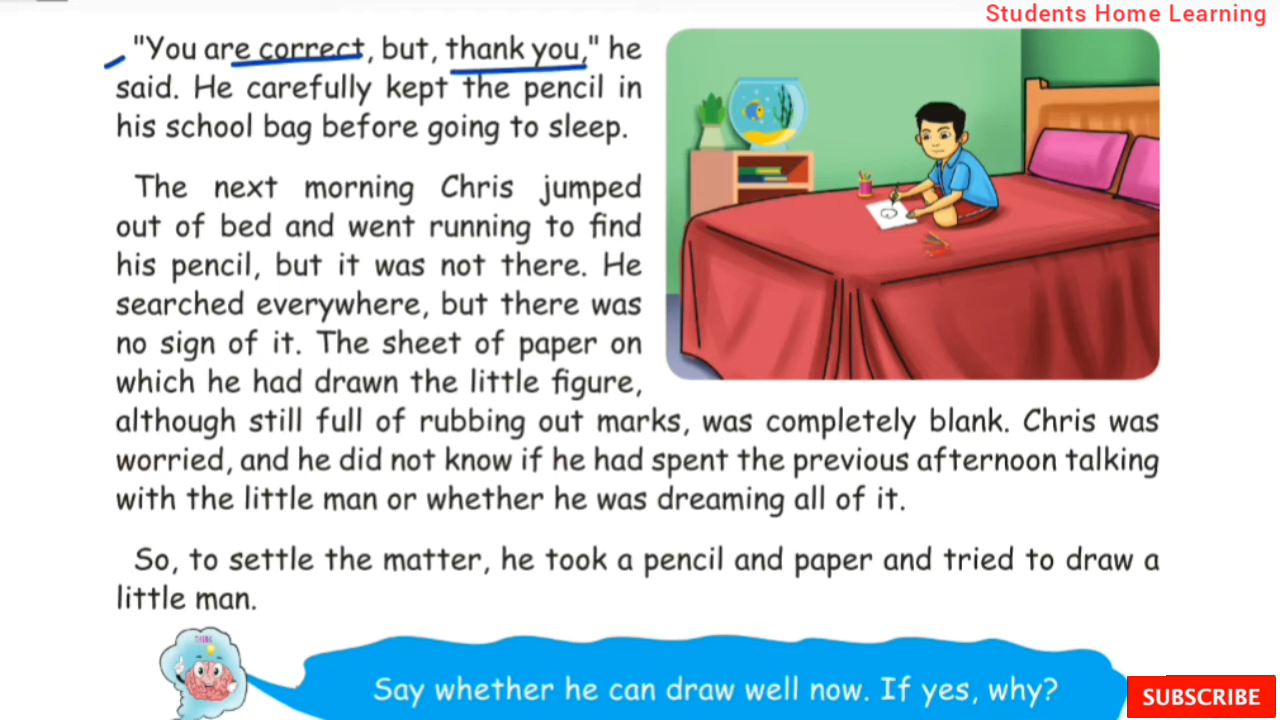 Students Home Learning
"You are correct, but, thank you," he
said. He carefully kept the pencil in
his school bag before going to sleep.
The next morning Chris jumped
out of bed and went running to find
his pencil, but it was not there. He
searched everywhere, but there was
no sign of it. The sheet of paper on
which he had drawn the little figure,
although still full of rubbing out marks, was completely blank. Chris was
worried, and he did not know if he had spent the previous afternoon talking
with the little man or whether he was dreaming all of it.
So, to settle the matter, he took a pencil and paper and tried to draw a
little man.
THINK
Say whether he can draw well now. If yes, why?
SUBSCRIBE